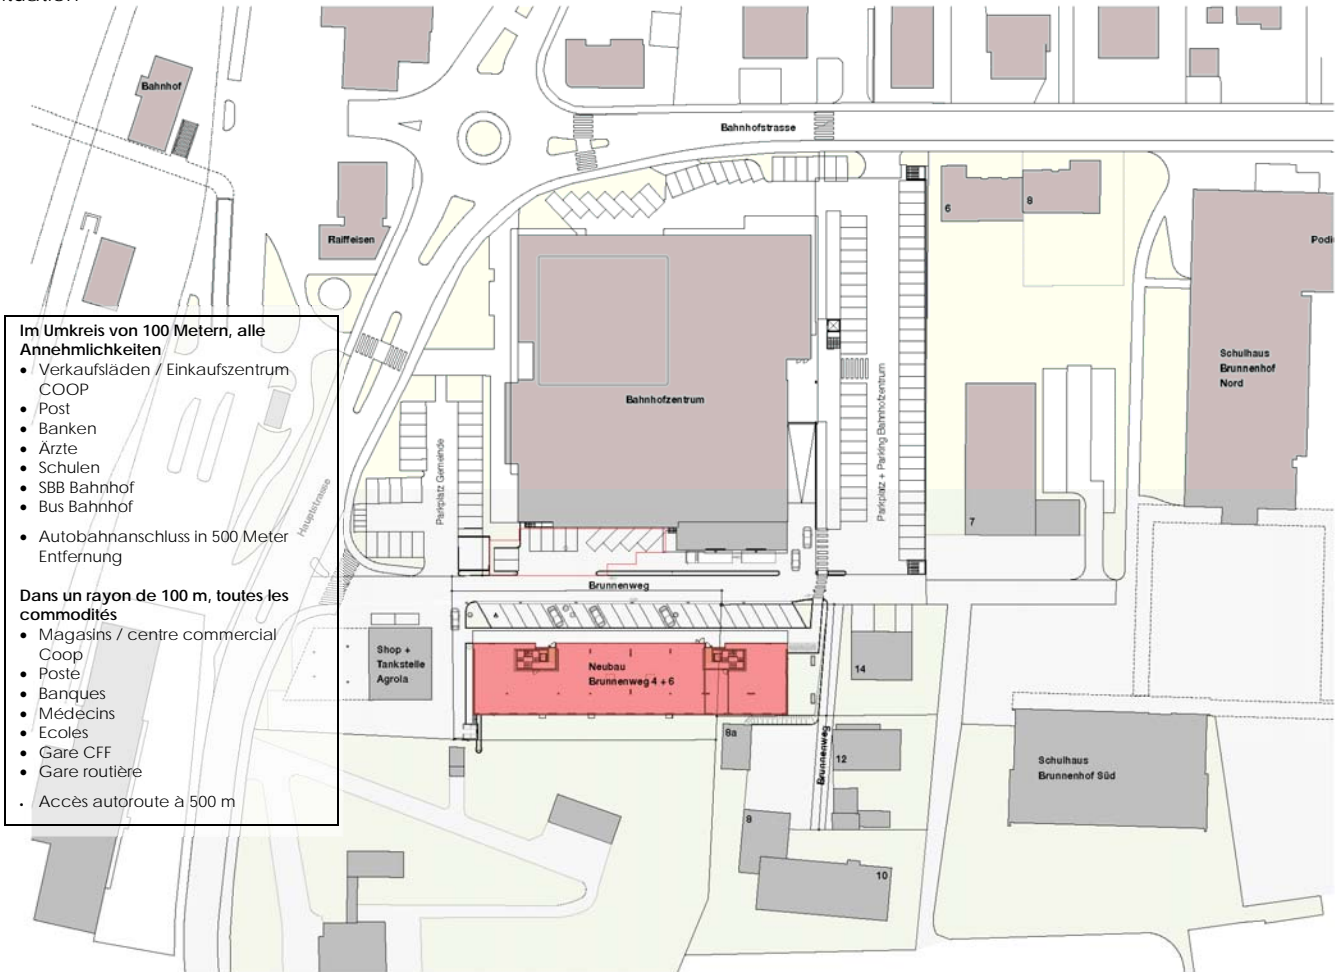 Bahnhof
Bahnhofstrasse
Raiffeisen
6
8
Podi
Im Umkreis von 100 Metern, alle
Annehmlichkeiten
• Verkaufsläden / Einkaufszentrum
COOP
• Post
• Banken
• Ärzte
• Schulen
• SBB Bahnhof
• Bus Bahnhof
• Autobahnanschluss in 500 Meter
Entfernung
Dans un rayon de 100 m, toutes les
commodités
• Magasins / centre commercial
Coop
• Poste
• Banques
• Médecins
• Ecoles
• Gare CFF
• Gare routière
• Accès autoroute à 500 m
Hauptstrasse
Parkplatz Gemeinde
Bahnhofzentrum
Parkplatz + Parking Bahnhofzentrum
Schulhaus
Brunnenhof
Nord
7
Brunnenweg
Shop +
Tankstelle
Agrola
Neubau
Brunnenweg 4 + 6
14
8a
Brunnenweg
12
9
10
Schulhaus
Brunnenhof Süd